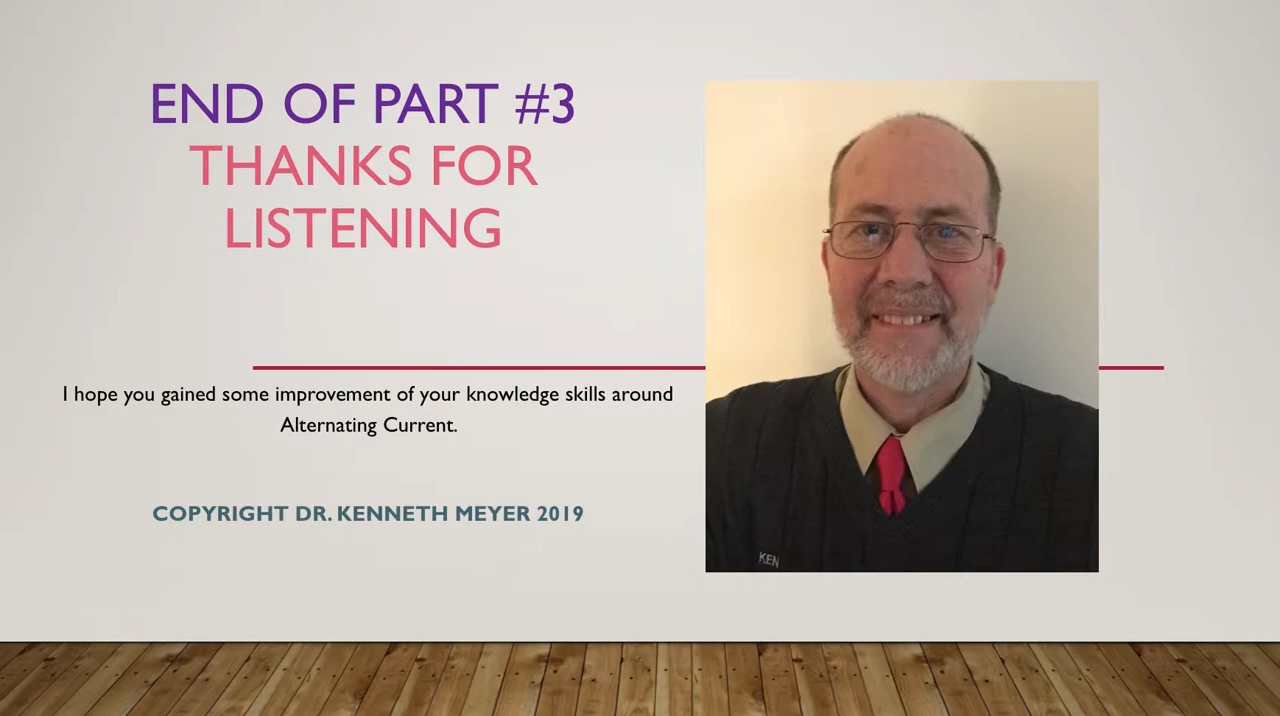 END OF PART #3
THANKS FOR
LISTENING
I hope you gained some improvement of your knowledge skills around
Alternating Current.
COPYRIGHT DR. KENNETH MEYER 2019
KEN